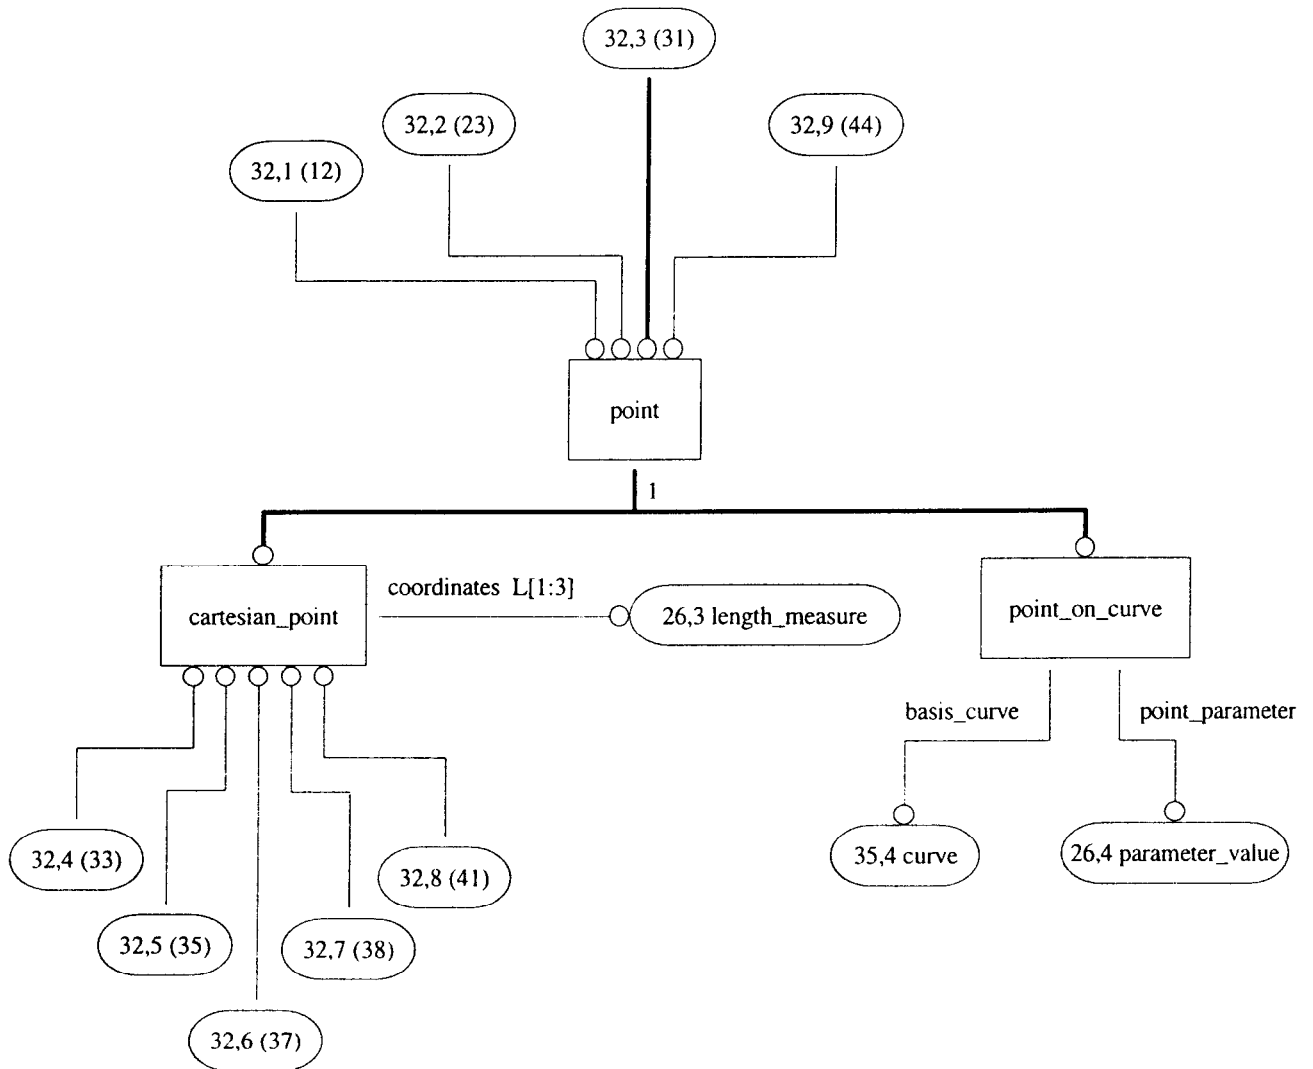 32,3 (31)
32,2 (23)
32,9 (44)
32,1 (12)
point
1
coordinates L[1:3]
cartesian_point
26,3 length_measure
point_on_curve
basis_curve
point_parameter
32,4 (33)
32,8 (41)
35,4 curve
26,4 parameter_value
32,5 (35)
32,7 (38)
32,6 (37)